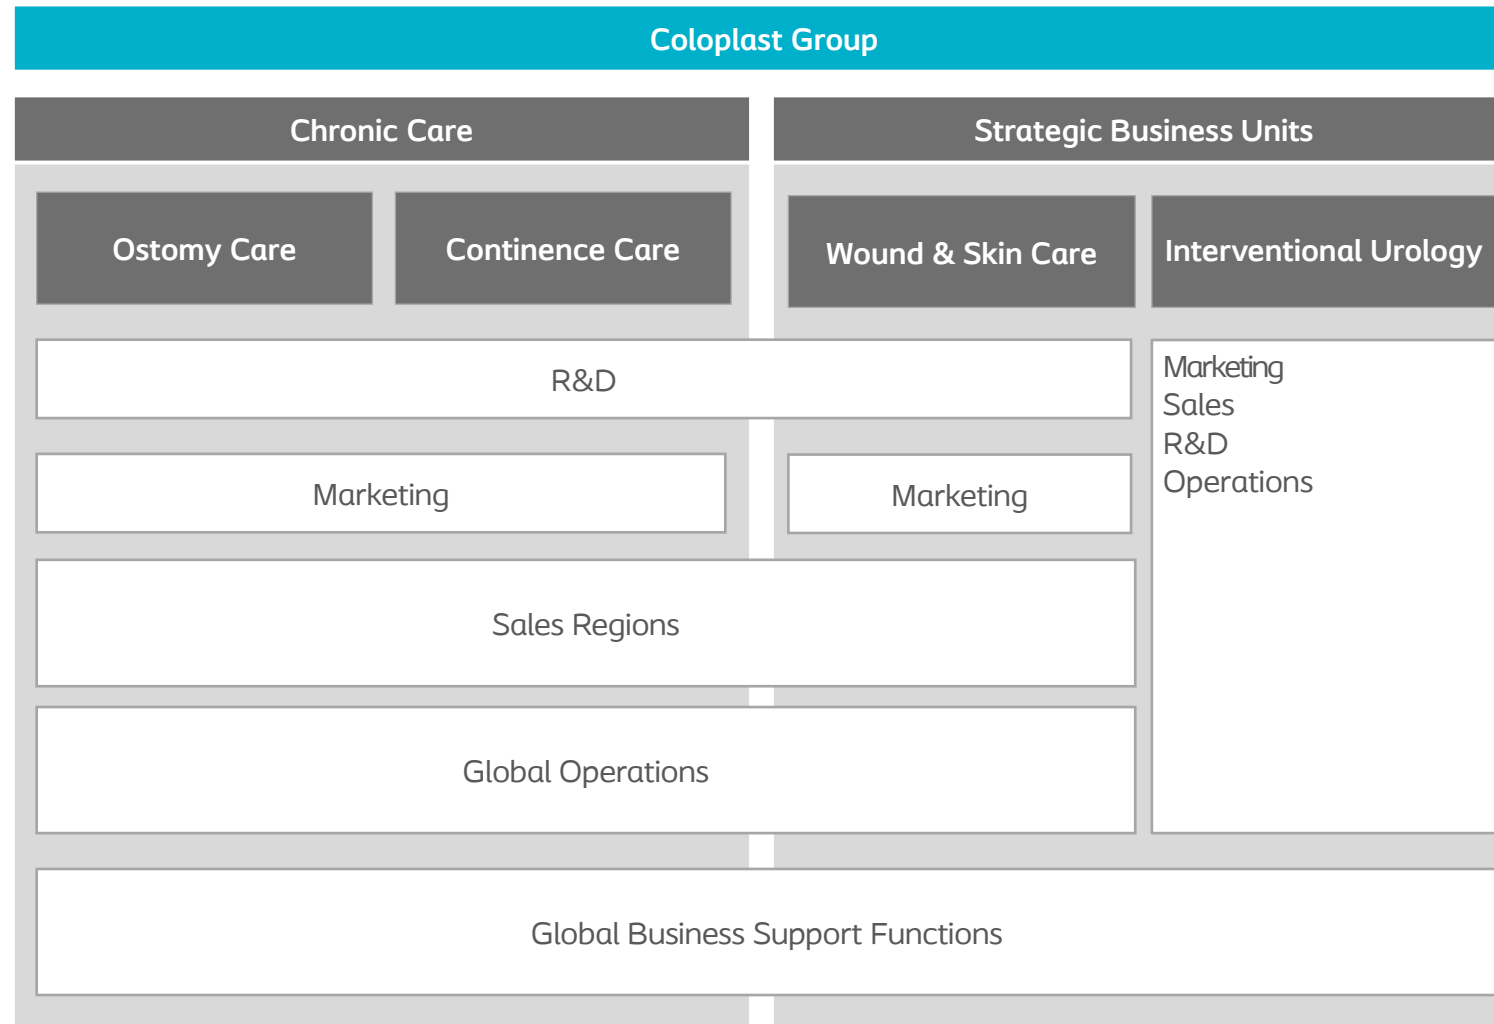 Coloplast Group
Chronic Care
Strategic Business Units
Ostomy Care
Continence Care
Wound & Skin Care
Interventional Urology
R&D
Marketing
Sales
R&D
Operations
Marketing
Marketing
Sales Regions
Global Operations
Global Business Support Functions